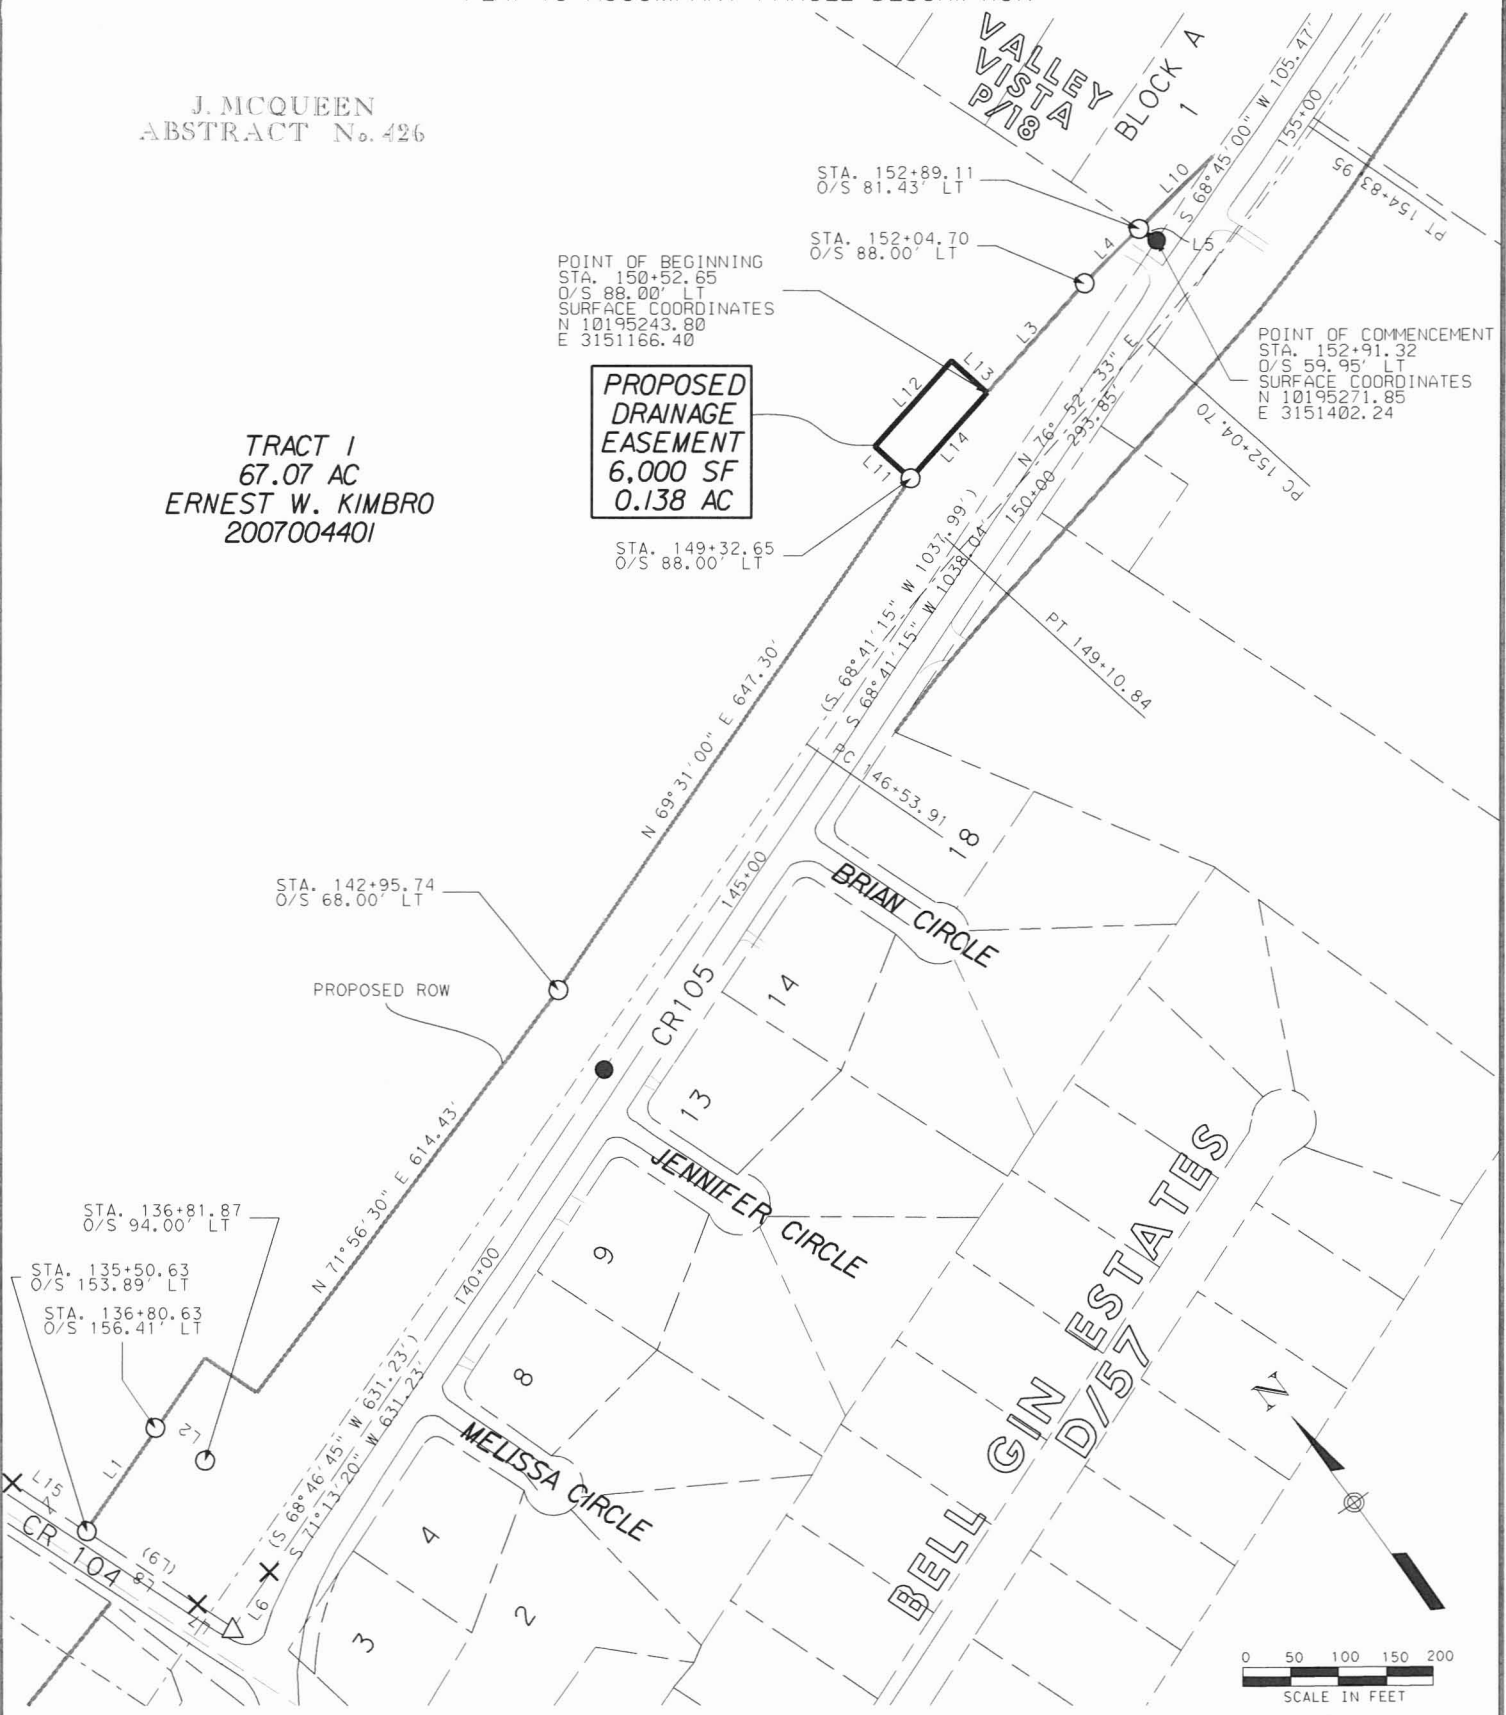 J. MCQUEEN
ABSTRACT No. 426
VALLEY
VISTA
P/18
BLOCK A
1
S 68°45'00" W 105.47'
155+00
PT 154+83.95
L10
STA. 152+89.11
O/S 81.43' LT
STA. 152+04.70
O/S 88.00' LT
L4
L5
L3
POINT OF BEGINNING
STA. 150+52.65
O/S 88.00' LT
SURFACE COORDINATES
N 10195243.80
E 3151166.40
POINT OF COMMENCEMENT
STA. 152+91.32
O/S 59.95' LT
SURFACE COORDINATES
N 10195271.85
E 3151402.24
PROPOSED
DRAINAGE
EASEMENT
6,000 SF
0.138 AC
L13
L12
L14
L11
N 76° 52' 33" E
293.85'
PC 152+04.70
150+00
TRACT I
67.07 AC
ERNEST W. KIMBRO
2007004401
STA. 149+32.65
O/S 88.00' LT
(S 68°41'15" W 1037.99')
S 68°41'15" W 1038.04'
PT 149+10.84
N 69°31'00" E 647.30'
PC 146+53.91
18
145+00
BRIAN CIRCLE
STA. 142+95.74
O/S 68.00' LT
PROPOSED ROW
CR105
14
13
JENNIFER CIRCLE
N 71°56'30" E 614.43'
STA. 136+81.87
O/S 94.00' LT
STA. 135+50.63
O/S 153.89' LT
STA. 136+80.63
O/S 156.41' LT
140+00
9
8
(S 68°46'45" W 631.23')
S 71°13'20" W 631.23'
MELISSA CIRCLE
L2
L1
L15
CR 104
(L9)
L8
L7
L6
4
3
2
BELL GIN ESTATES
D/57
N
0 50 100 150 200
SCALE IN FEET